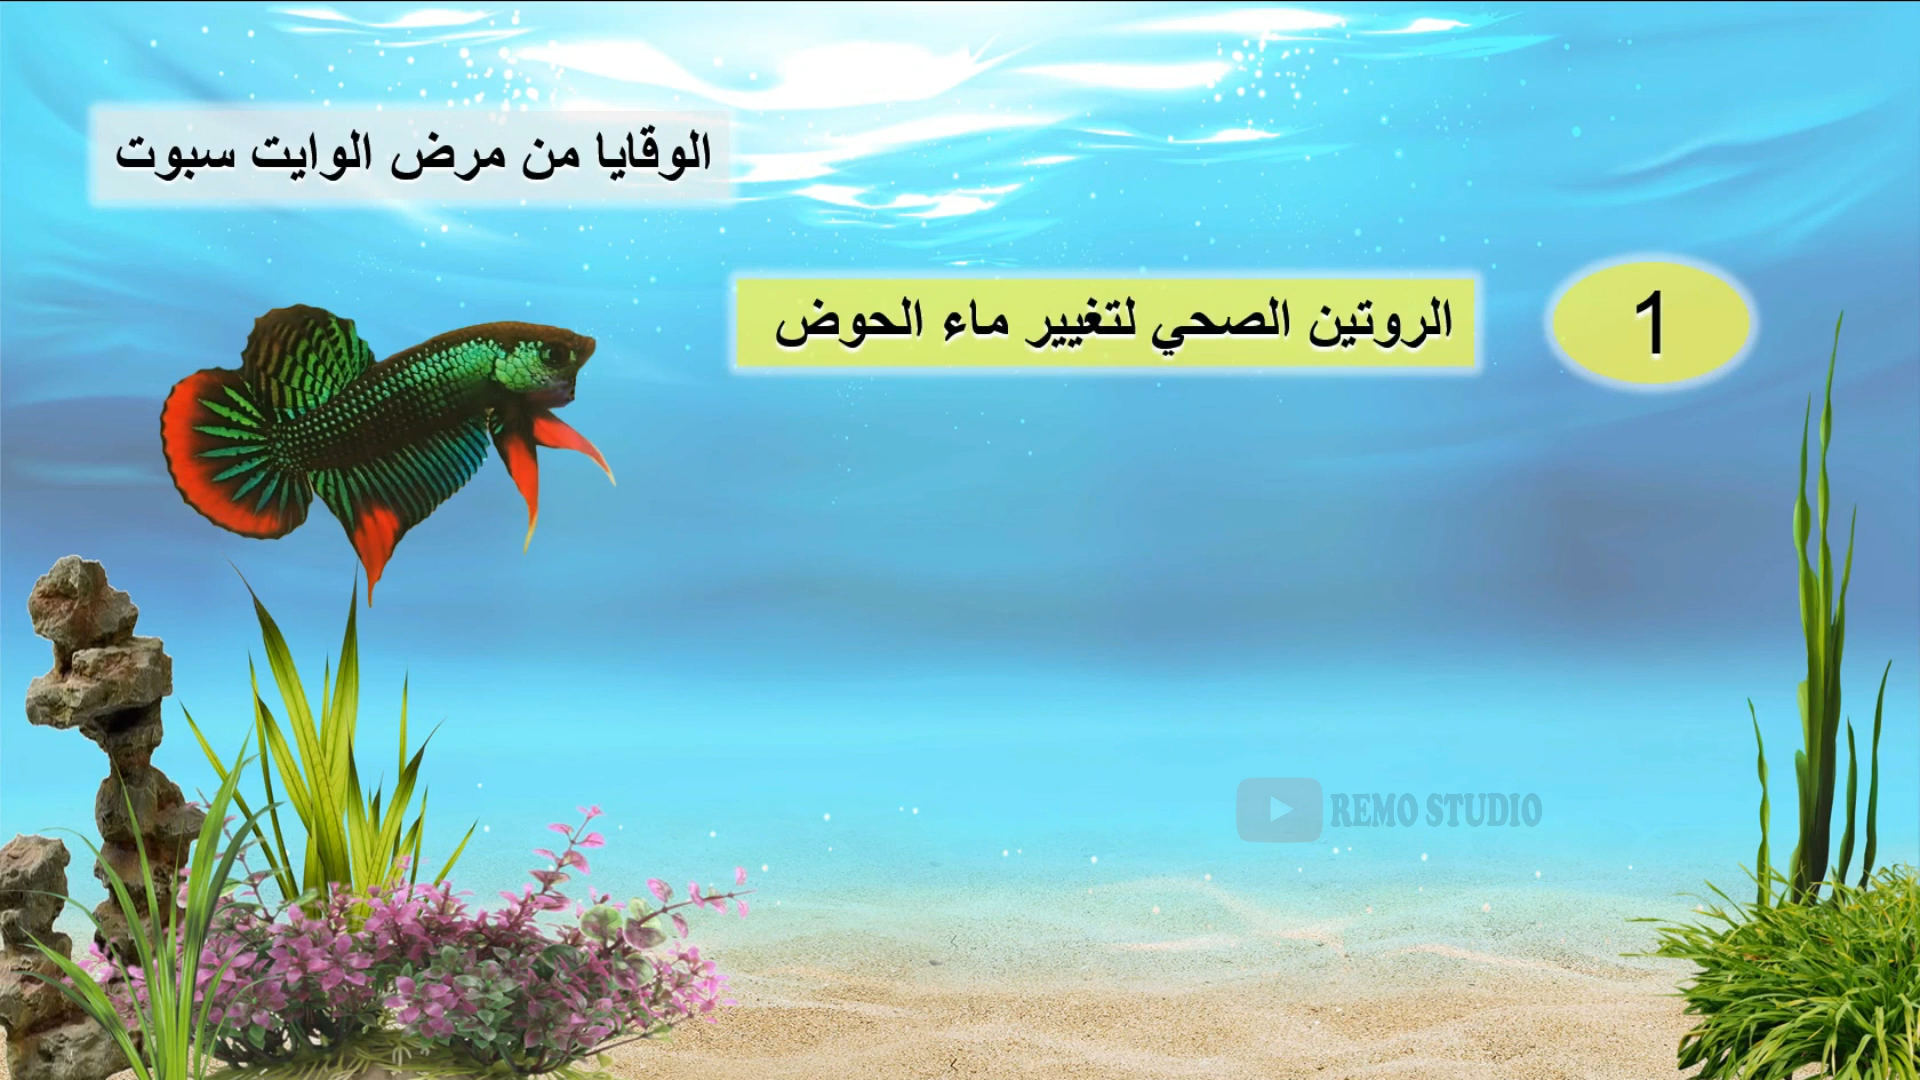 الوقايا من مرض الوايت سبوت
1
الروتين الصحي لتغيير ماء الحوض
REMO STUDIO